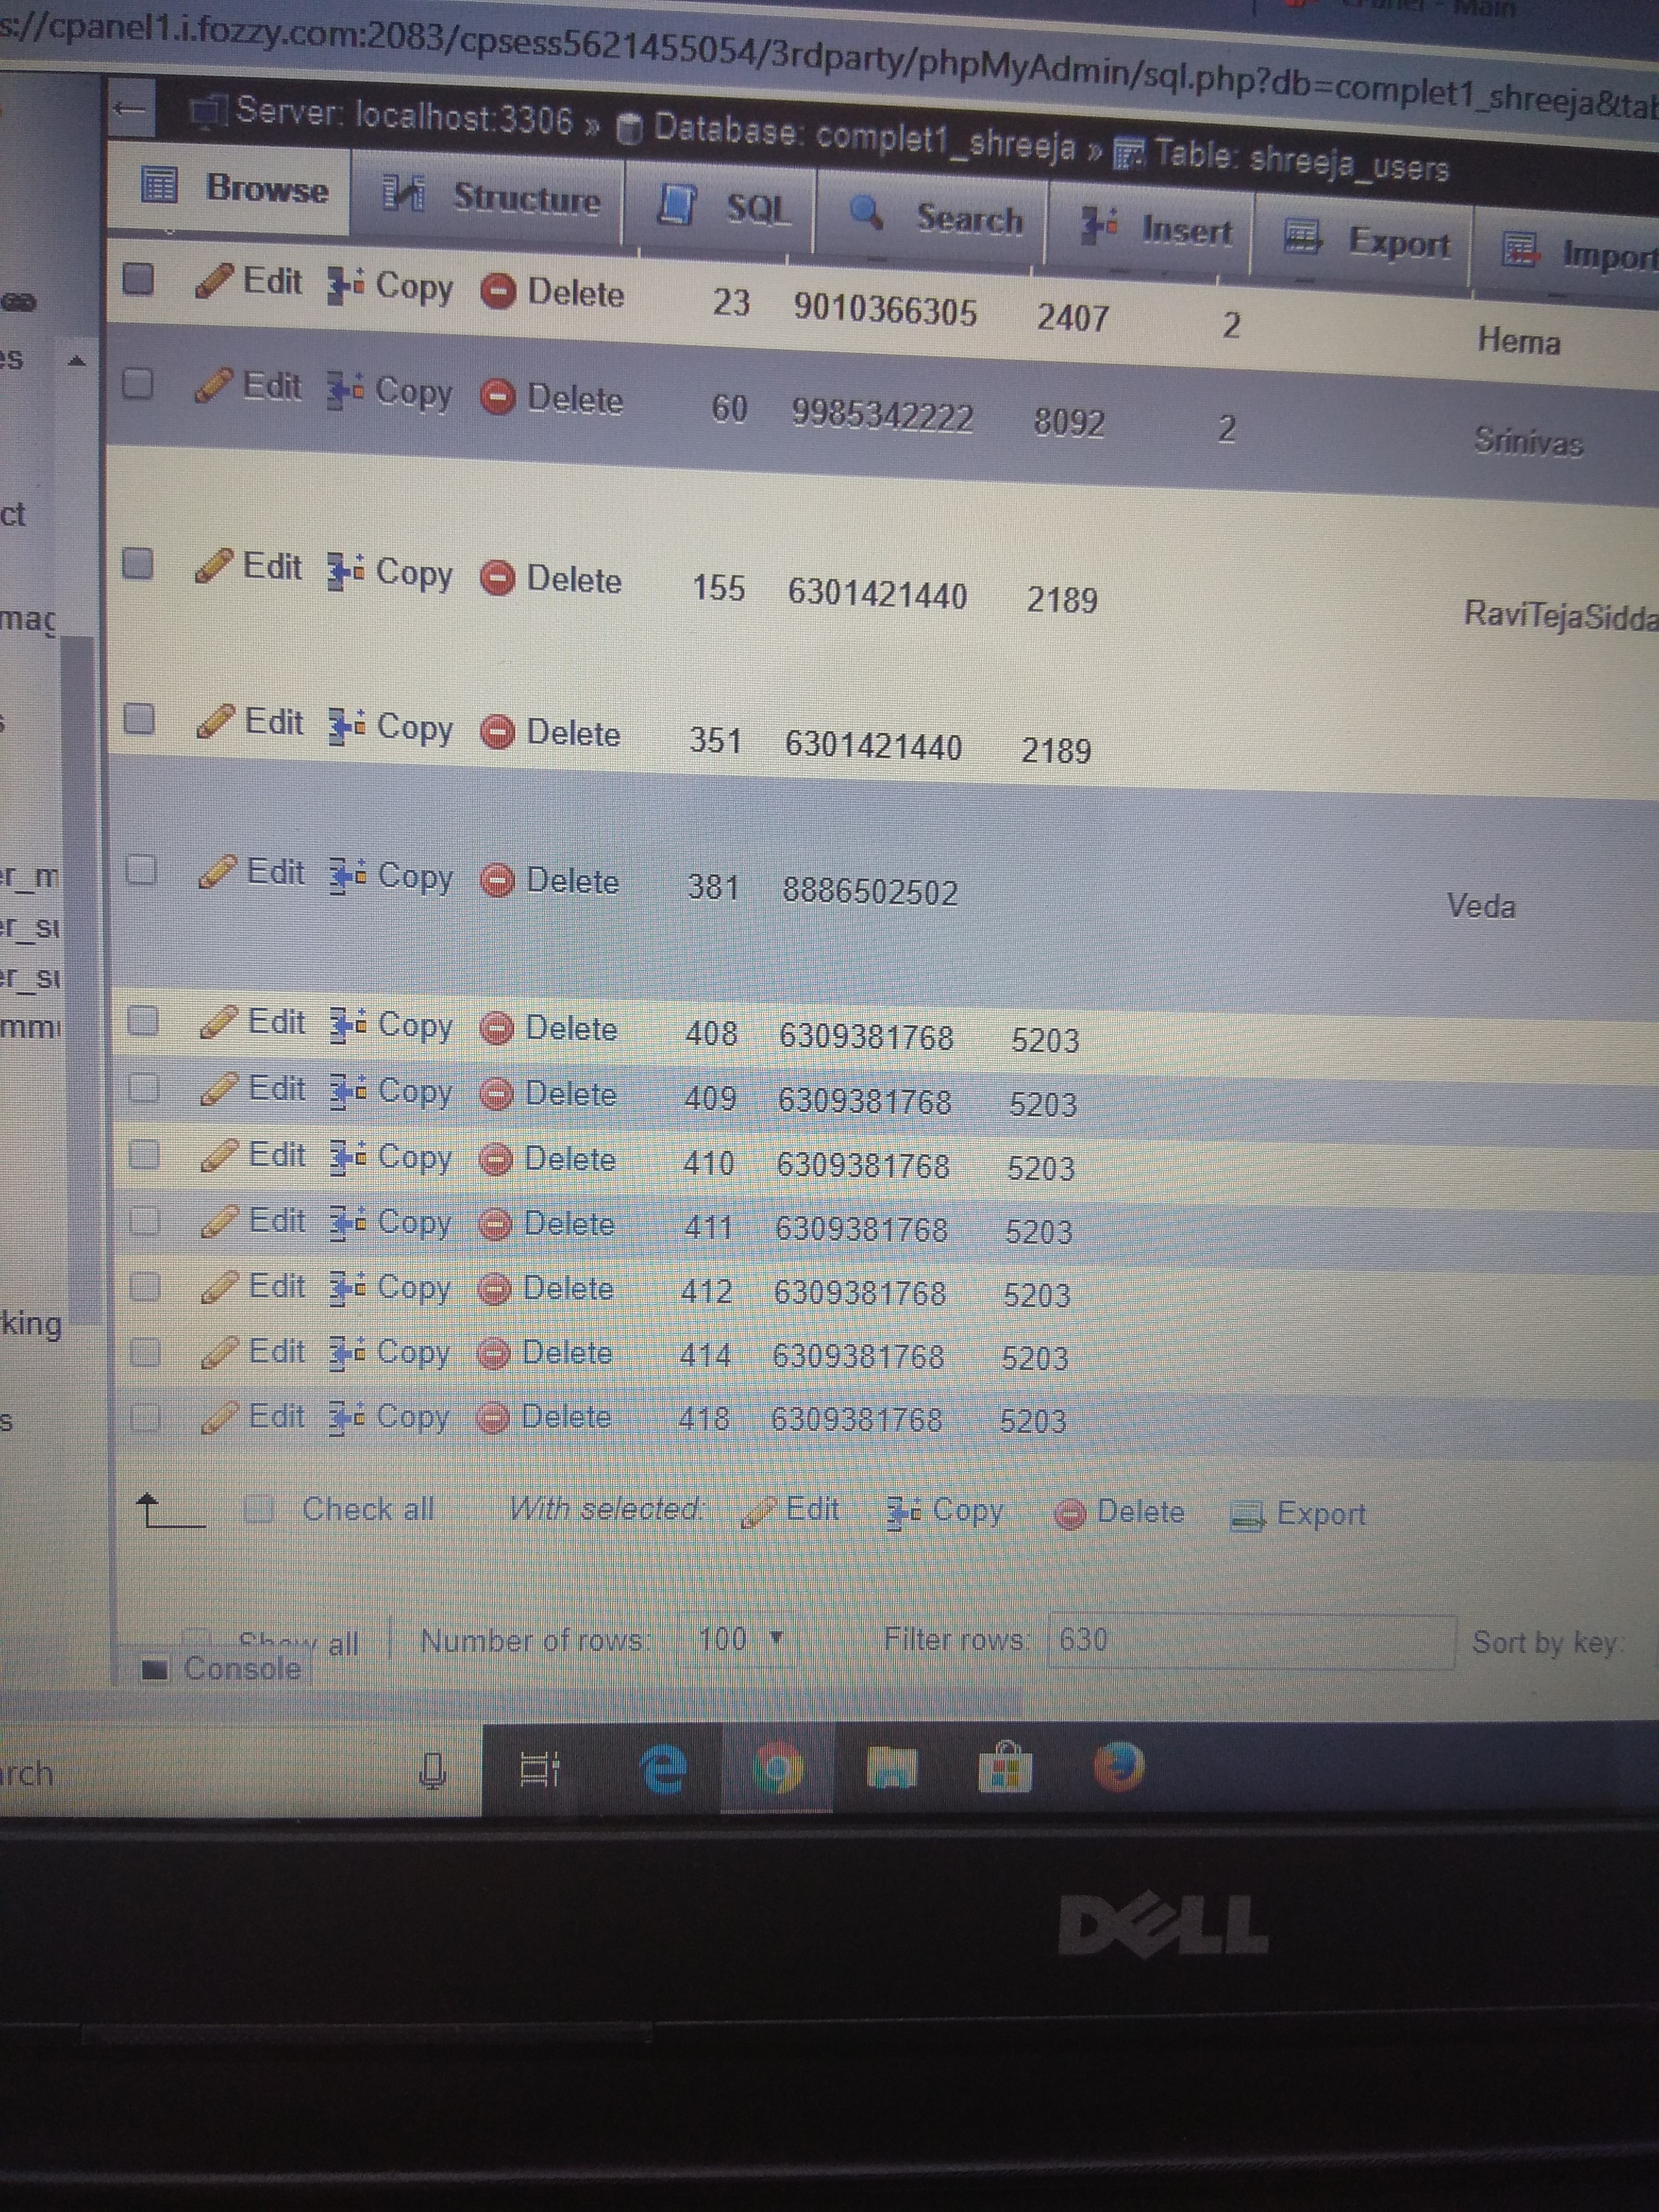 Main
s://cpanel1.i.fozzy.com:2083/cpsess5621455054/3rdparty/phpMyAdmin/sql.php?db=complet1_shreeja&tab
Server: localhost:3306 » Database: complet1_shreeja » Table: shreeja_users
Browse Structure SQL Search Insert Export Import
Edit Copy Delete 23 9010366305 2407 2 Hema
es
Edit Copy Delete 60 9985342222 8092 2 Srinivas
ct
Edit Copy Delete 155 6301421440 2189 RaviTejaSidda
mag
Edit Copy Delete 351 6301421440 2189
s
Edit Copy Delete 381 8886502502 Veda
er_m
er_su
er_su
Edit Copy Delete 408 6309381768 5203
mm
Edit Copy Delete 409 6309381768 5203
Edit Copy Delete 410 6309381768 5203
Edit Copy Delete 411 6309381768 5203
Edit Copy Delete 412 6309381768 5203
king
Edit Copy Delete 414 6309381768 5203
Edit Copy Delete 418 6309381768 5203
s
Check all With selected: Edit Copy Delete Export
Show all Number of rows: 100 Filter rows: 630 Sort by key:
Console
arch
DELL